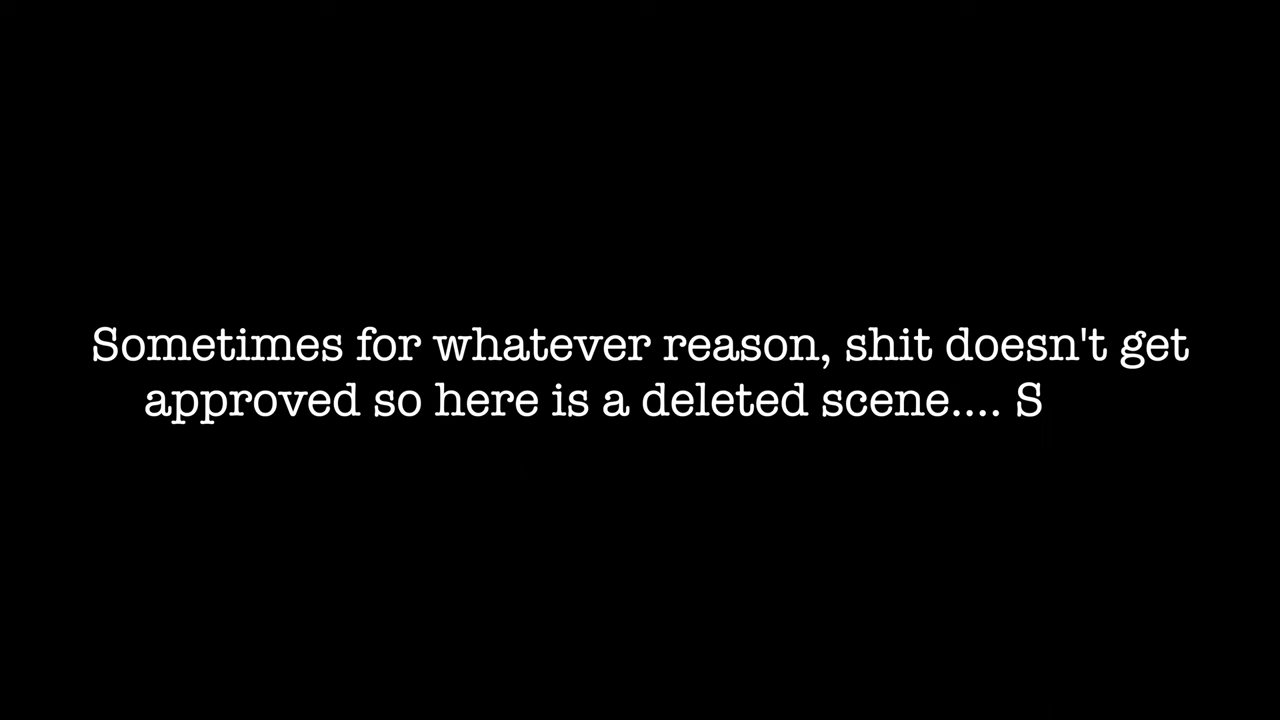 Sometimes for whatever reason, shit doesn't get
approved so here is a deleted scene.... S